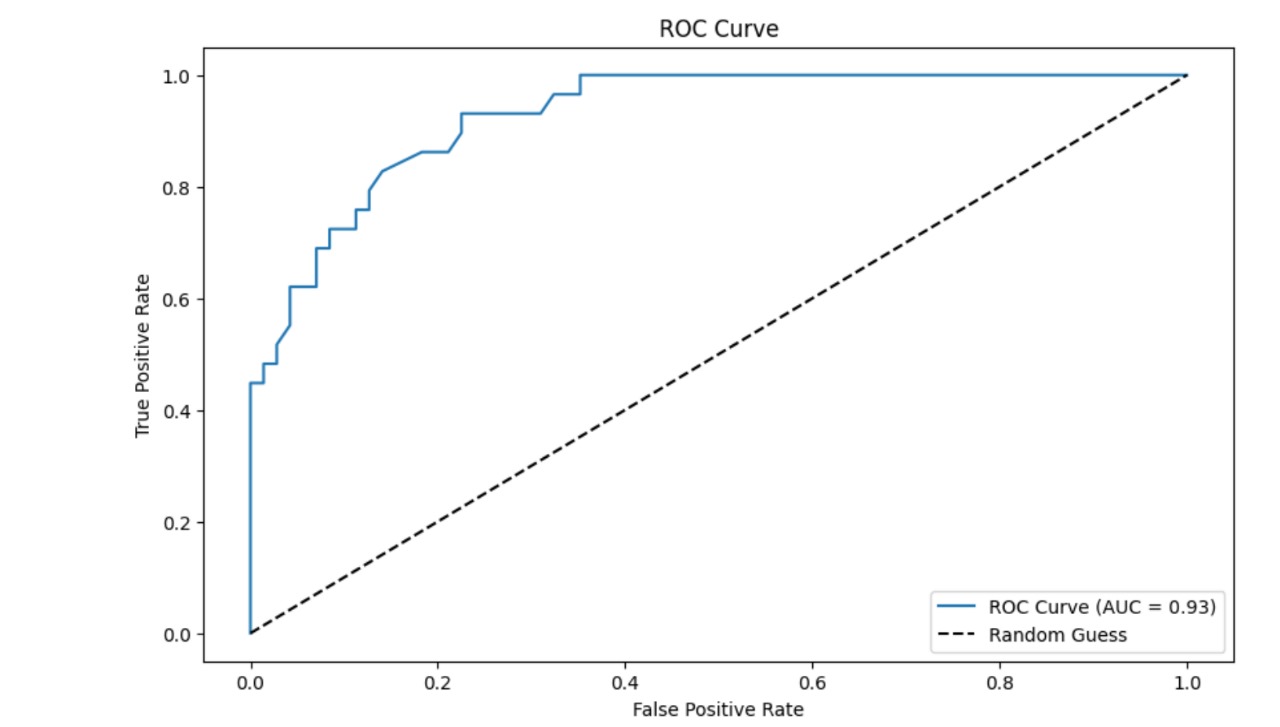 ROC Curve
1.0
0.8
0.6
0.4
0.2
0.0
True Positive Rate
0.0 0.2 0.4 0.6 0.8 1.0
False Positive Rate
ROC Curve (AUC = 0.93)
Random Guess